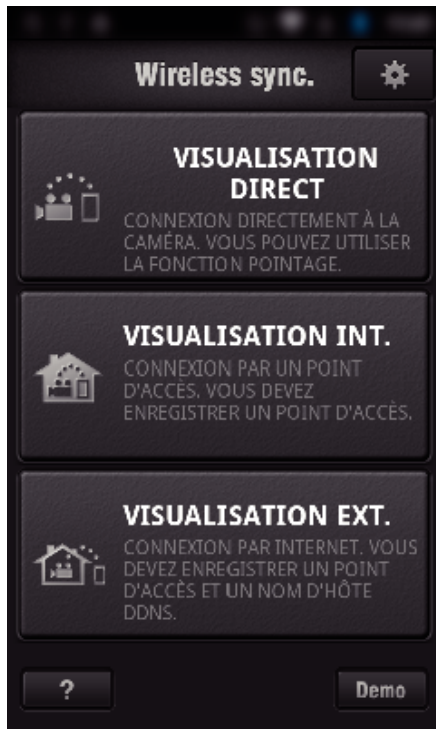 Wireless sync.
VISUALISATION
DIRECT
CONNEXION DIRECTEMENT À LA
CAMÉRA. VOUS POUVEZ UTILISER
LA FONCTION POINTAGE.
VISUALISATION INT.
CONNEXION PAR UN POINT
D'ACCÈS. VOUS DEVEZ
ENREGISTRER UN POINT D'ACCÈS.
VISUALISATION EXT.
CONNEXION PAR INTERNET. VOUS
DEVEZ ENREGISTRER UN POINT
D'ACCÈS ET UN NOM D'HÔTE
DDNS.
?
Demo